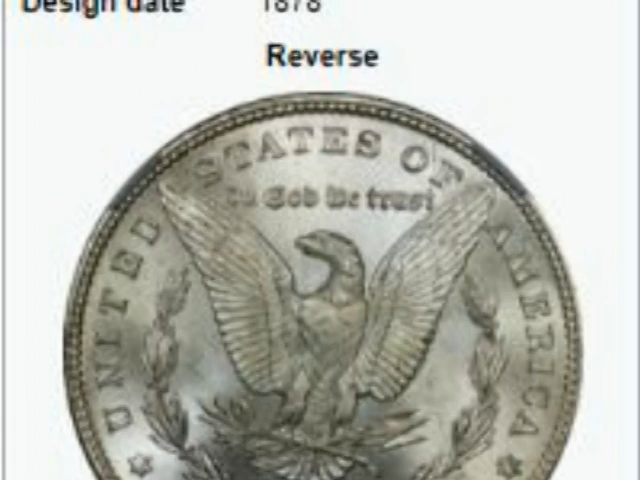 Design date 1878
Reverse
UNITED STATES OF AMERICA
In God We trust